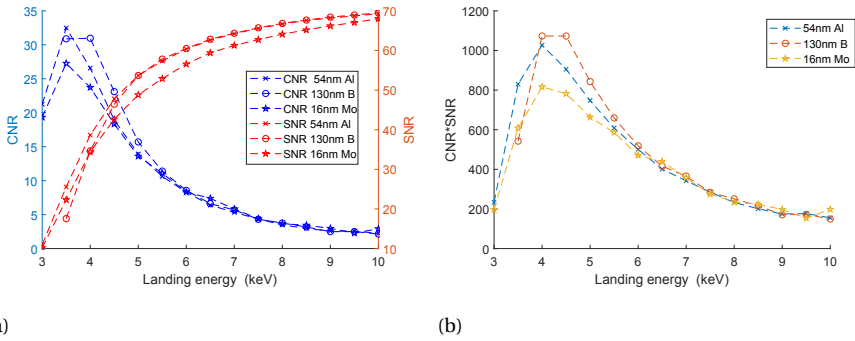 35
30
25
20
15
10
5
0
CNR
3 4 5 6 7 8 9 10
Landing energy (keV)
70
60
50
40
30
20
10
SNR
CNR 54nm Al
CNR 130nm B
CNR 16nm Mo
SNR 54nm Al
SNR 130nm B
SNR 16nm Mo
)
1200
1000
800
600
400
200
0
CNR*SNR
3 4 5 6 7 8 9 10
Landing energy (keV)
54nm Al
130nm B
16nm Mo
(b)